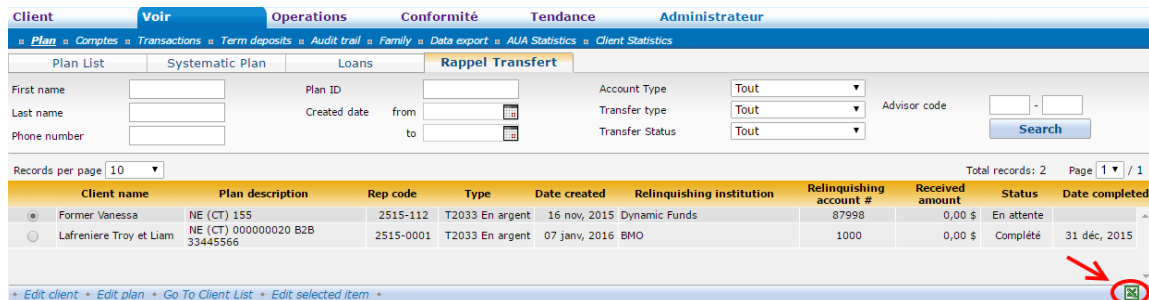 Client Voir Operations Conformité Tendance Administrateur
Plan Comptes Transactions Term deposits Audit trail Family Data export AUA Statistics Client Statistics
Plan List Systematic Plan Loans Rappel Transfert
First name Plan ID Account Type Tout
Last name Created date from Transfer type Tout Advisor code -
Phone number to Transfer Status Tout Search
Records per page 10 Total records: 2 Page 1 / 1
Client name Plan description Rep code Type Date created Relinquishing institution Relinquishing account # Received amount Status Date completed
Former Vanessa NE (CT) 155 2515-112 T2033 En argent 16 nov, 2015 Dynamic Funds 87998 0,00 $ En attente
Lafreniere Troy et Liam NE (CT) 000000020 B2B 33445566 2515-0001 T2033 En argent 07 janv, 2016 BMO 1000 0,00 $ Complété 31 déc, 2015
Edit client Edit plan Go To Client List Edit selected item